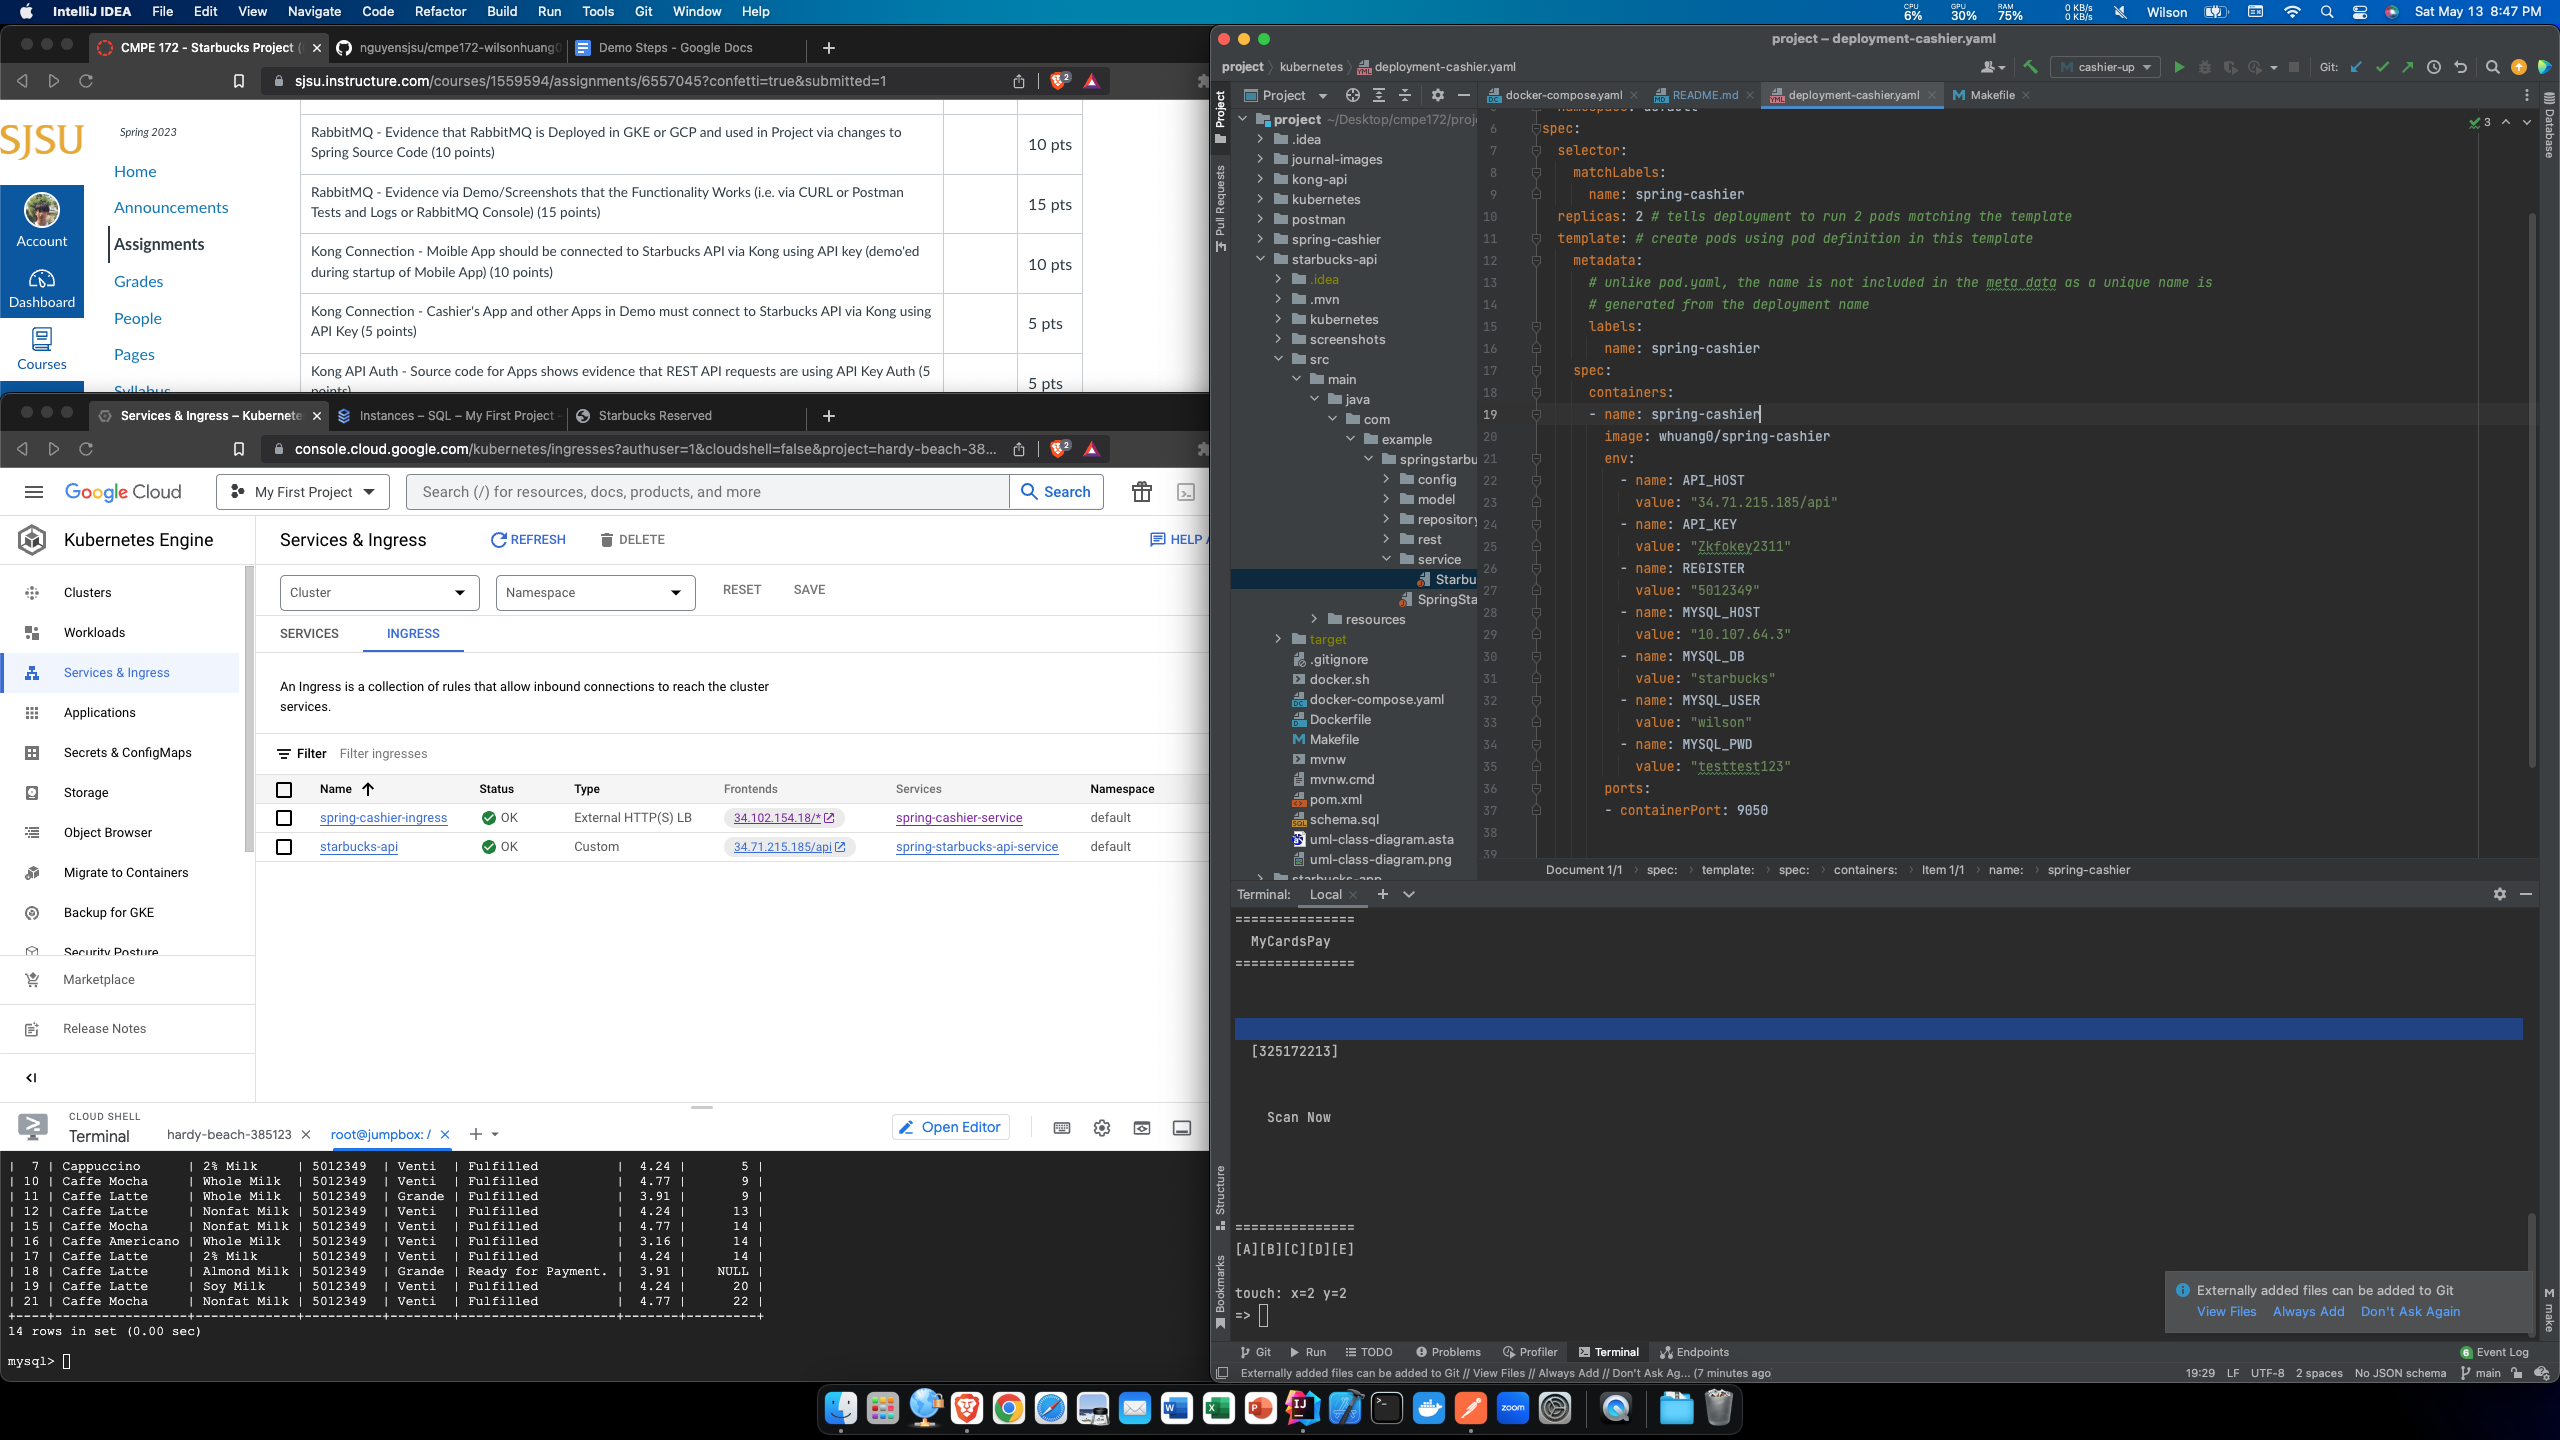 IntelliJ IDEA File Edit View Navigate Code Refactor Build Run Tools Git Window Help
CPU 6% GPU 30% RAM 75% 0 KB/s 0 KB/s Wilson Sat May 13 8:47 PM
CMPE 172 - Starbucks Project ( nguyensjsu/cmpe172-wilsonhuang0 Demo Steps - Google Docs
sjsu.instructure.com/courses/1559594/assignments/6557045?confetti=true&submitted=1 2
SJSU
Spring 2023
Account
Dashboard
Courses
Home
Announcements
Assignments
Grades
People
Pages
Syllabus
RabbitMQ - Evidence that RabbitMQ is Deployed in GKE or GCP and used in Project via changes to
Spring Source Code (10 points)
10 pts
RabbitMQ - Evidence via Demo/Screenshots that the Functionality Works (i.e. via CURL or Postman
Tests and Logs or RabbitMQ Console) (15 points)
15 pts
Kong Connection - Moible App should be connected to Starbucks API via Kong using API key (demo'ed
during startup of Mobile App) (10 points)
10 pts
Kong Connection - Cashier's App and other Apps in Demo must connect to Starbucks API via Kong using
API Key (5 points)
5 pts
Kong API Auth - Source code for Apps shows evidence that REST API requests are using API Key Auth (5
points)
5 pts
Services & Ingress – Kubernete Instances – SQL – My First Project - Starbucks Reserved
console.cloud.google.com/kubernetes/ingresses?authuser=1&cloudshell=false&project=hardy-beach-38... 2
Google Cloud My First Project Search (/) for resources, docs, products, and more Search
Kubernetes Engine
Clusters
Workloads
Services & Ingress
Applications
Secrets & ConfigMaps
Storage
Object Browser
Migrate to Containers
Backup for GKE
Security Posture
Marketplace
Release Notes
Services & Ingress REFRESH DELETE HELP A
Cluster Namespace RESET SAVE
SERVICES INGRESS
An Ingress is a collection of rules that allow inbound connections to reach the cluster
services.
Filter Filter ingresses
Name Status Type Frontends Services Namespace
spring-cashier-ingress OK External HTTP(S) LB 34.102.154.18/* spring-cashier-service default
starbucks-api OK Custom 34.71.215.185/api spring-starbucks-api-service default
CLOUD SHELL
Terminal hardy-beach-385123 root@jumpbox: / Open Editor
| 7 | Cappuccino | 2% Milk | 5012349 | Venti | Fulfilled | 4.24 | 5 |
| 10 | Caffe Mocha | Whole Milk | 5012349 | Venti | Fulfilled | 4.77 | 9 |
| 11 | Caffe Latte | Whole Milk | 5012349 | Grande | Fulfilled | 3.91 | 9 |
| 12 | Caffe Latte | Nonfat Milk | 5012349 | Venti | Fulfilled | 4.24 | 13 |
| 15 | Caffe Mocha | Nonfat Milk | 5012349 | Venti | Fulfilled | 4.77 | 14 |
| 16 | Caffe Americano | Whole Milk | 5012349 | Venti | Fulfilled | 3.16 | 14 |
| 17 | Caffe Latte | 2% Milk | 5012349 | Venti | Fulfilled | 4.24 | 14 |
| 18 | Caffe Latte | Almond Milk | 5012349 | Grande | Ready for Payment. | 3.91 | NULL |
| 19 | Caffe Latte | Soy Milk | 5012349 | Venti | Fulfilled | 4.24 | 20 |
| 21 | Caffe Mocha | Nonfat Milk | 5012349 | Venti | Fulfilled | 4.77 | 22 |
14 rows in set (0.00 sec)
mysql>
project – deployment-cashier.yaml
project kubernetes deployment-cashier.yaml cashier-up Git:
Project docker-compose.yaml README.md deployment-cashier.yaml Makefile
Project
Pull Requests
Structure
Bookmarks
Database
make
project ~/Desktop/cmpe172/proj
.idea
journal-images
kong-api
kubernetes
postman
spring-cashier
starbucks-api
.idea
.mvn
kubernetes
screenshots
src
main
java
com
example
springstarbu
config
model
repository
rest
service
Starbu
SpringSta
resources
target
.gitignore
docker.sh
docker-compose.yaml
Dockerfile
Makefile
mvnw
mvnw.cmd
pom.xml
schema.sql
uml-class-diagram.asta
uml-class-diagram.png
starbucks-app
namespace: default
3
6 spec:
7 selector:
8 matchLabels:
9 name: spring-cashier
10 replicas: 2 # tells deployment to run 2 pods matching the template
11 template: # create pods using pod definition in this template
12 metadata:
13 # unlike pod.yaml, the name is not included in the meta data as a unique name is
14 # generated from the deployment name
15 labels:
16 name: spring-cashier
17 spec:
18 containers:
19 - name: spring-cashier
20 image: whuang0/spring-cashier
21 env:
22 - name: API_HOST
23 value: "34.71.215.185/api"
24 - name: API_KEY
25 value: "Zkfokey2311"
26 - name: REGISTER
27 value: "5012349"
28 - name: MYSQL_HOST
29 value: "10.107.64.3"
30 - name: MYSQL_DB
31 value: "starbucks"
32 - name: MYSQL_USER
33 value: "wilson"
34 - name: MYSQL_PWD
35 value: "testtest123"
36 ports:
37 - containerPort: 9050
38
39
Document 1/1 spec: template: spec: containers: Item 1/1 name: spring-cashier
Terminal: Local
===============
MyCardsPay
===============
[325172213]
Scan Now
===============
[A][B][C][D][E]
touch: x=2 y=2
=>
Externally added files can be added to Git
View Files Always Add Don't Ask Again
Git Run TODO Problems Profiler Terminal Endpoints 6 Event Log
Externally added files can be added to Git // View Files // Always Add // Don't Ask Ag... (7 minutes ago 19:29 LF UTF-8 2 spaces No JSON schema main
zoom